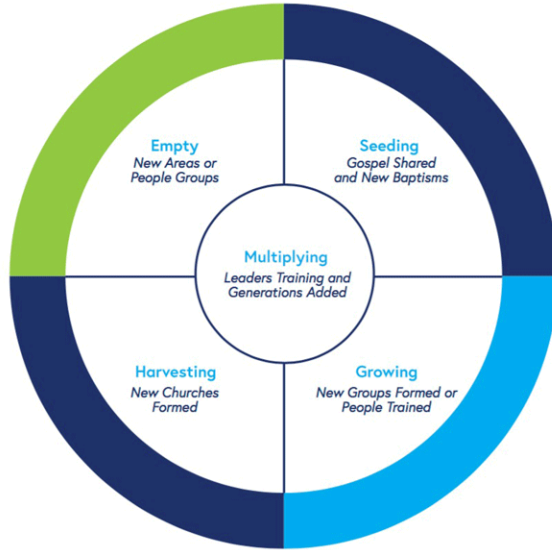 Empty
New Areas or
People Groups
Seeding
Gospel Shared
and New Baptisms
Multiplying
Leaders Training and
Generations Added
Harvesting
New Churches
Formed
Growing
New Groups Formed or
People Trained